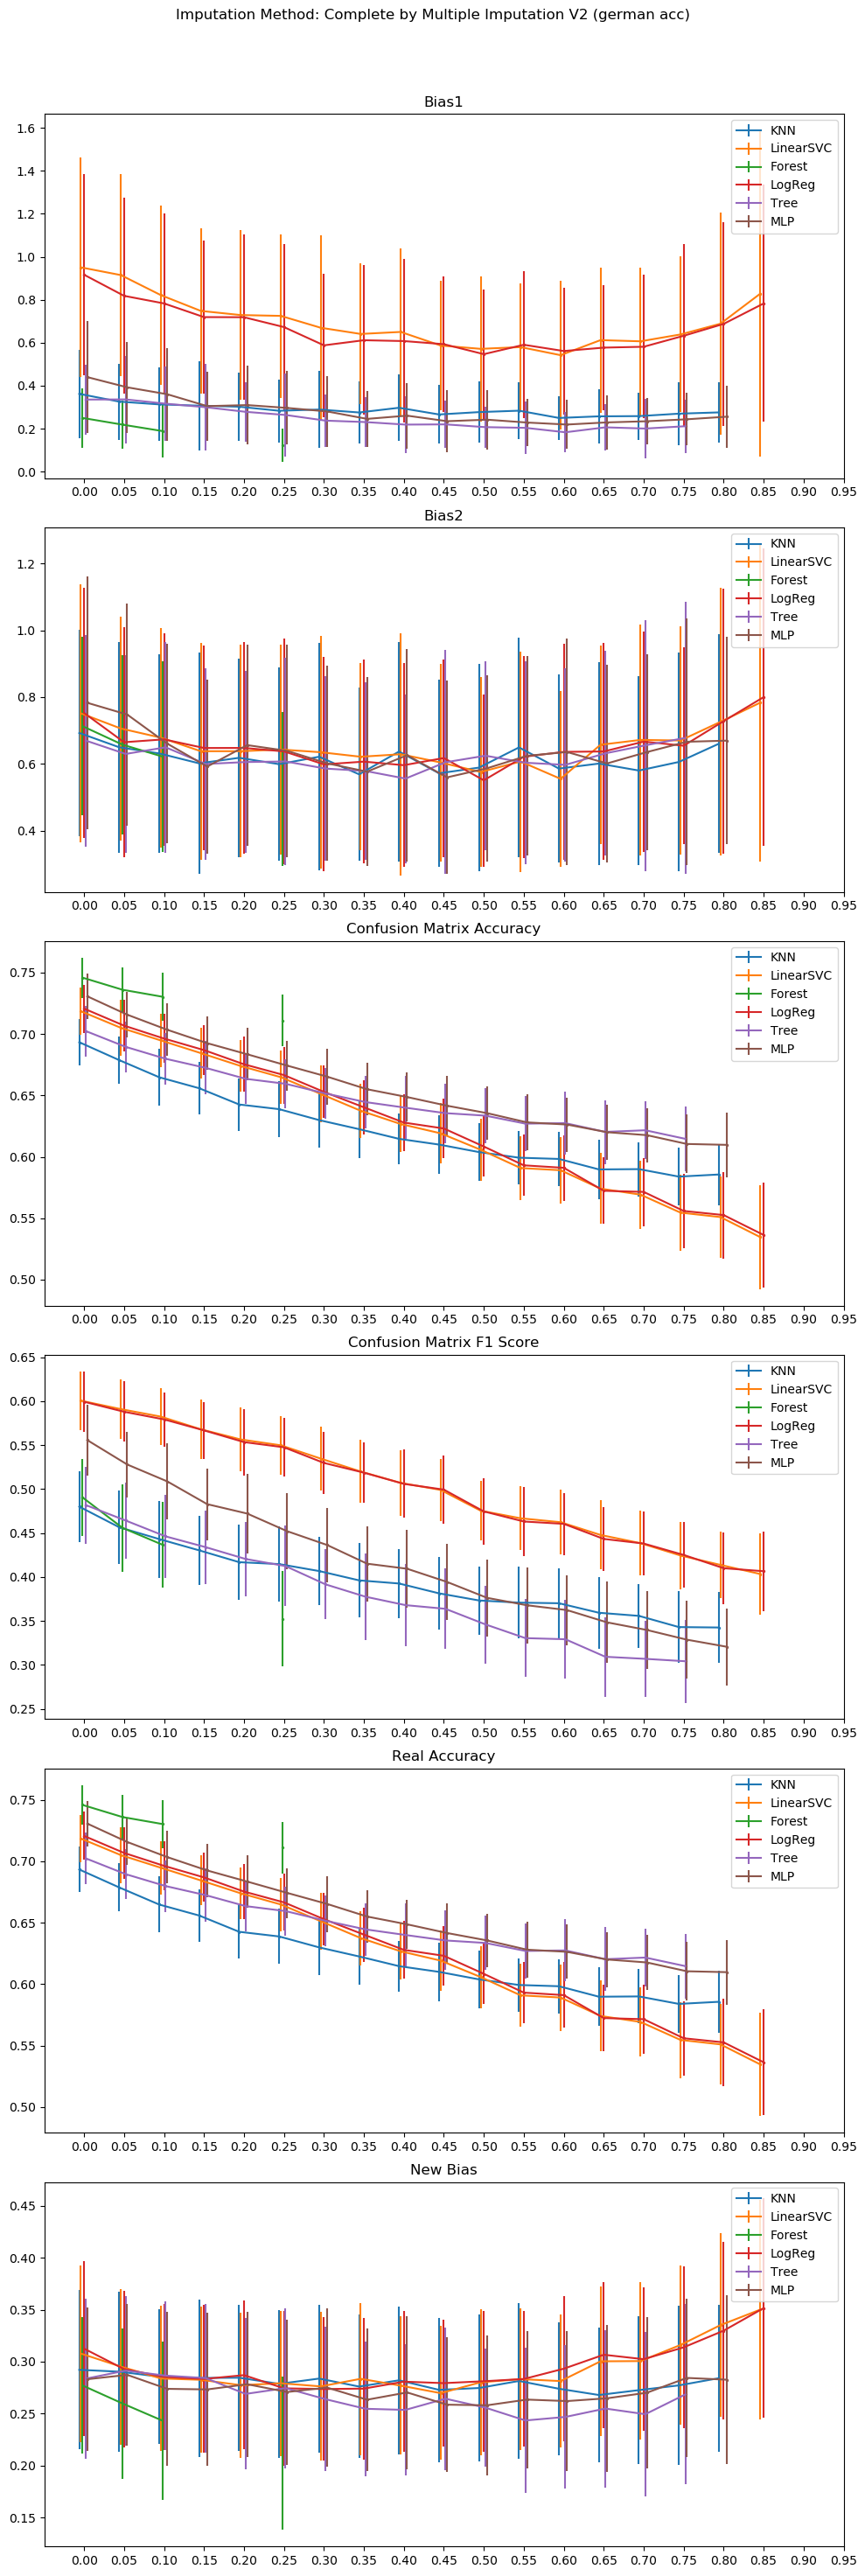 Imputation Method: Complete by Multiple Imputation V2 (german acc)
Bias1
1.6
1.4
1.2
1.0
0.8
0.6
0.4
0.2
0.0
KNN
LinearSVC
Forest
LogReg
Tree
MLP
0.00 0.05 0.10 0.15 0.20 0.25 0.30 0.35 0.40 0.45 0.50 0.55 0.60 0.65 0.70 0.75 0.80 0.85 0.90 0.95
Bias2
1.2
1.0
0.8
0.6
0.4
KNN
LinearSVC
Forest
LogReg
Tree
MLP
0.00 0.05 0.10 0.15 0.20 0.25 0.30 0.35 0.40 0.45 0.50 0.55 0.60 0.65 0.70 0.75 0.80 0.85 0.90 0.95
Confusion Matrix Accuracy
0.75
0.70
0.65
0.60
0.55
0.50
KNN
LinearSVC
Forest
LogReg
Tree
MLP
0.00 0.05 0.10 0.15 0.20 0.25 0.30 0.35 0.40 0.45 0.50 0.55 0.60 0.65 0.70 0.75 0.80 0.85 0.90 0.95
Confusion Matrix F1 Score
0.65
0.60
0.55
0.50
0.45
0.40
0.35
0.30
0.25
KNN
LinearSVC
Forest
LogReg
Tree
MLP
0.00 0.05 0.10 0.15 0.20 0.25 0.30 0.35 0.40 0.45 0.50 0.55 0.60 0.65 0.70 0.75 0.80 0.85 0.90 0.95
Real Accuracy
0.75
0.70
0.65
0.60
0.55
0.50
KNN
LinearSVC
Forest
LogReg
Tree
MLP
0.00 0.05 0.10 0.15 0.20 0.25 0.30 0.35 0.40 0.45 0.50 0.55 0.60 0.65 0.70 0.75 0.80 0.85 0.90 0.95
New Bias
0.45
0.40
0.35
0.30
0.25
0.20
0.15
KNN
LinearSVC
Forest
LogReg
Tree
MLP
0.00 0.05 0.10 0.15 0.20 0.25 0.30 0.35 0.40 0.45 0.50 0.55 0.60 0.65 0.70 0.75 0.80 0.85 0.90 0.95